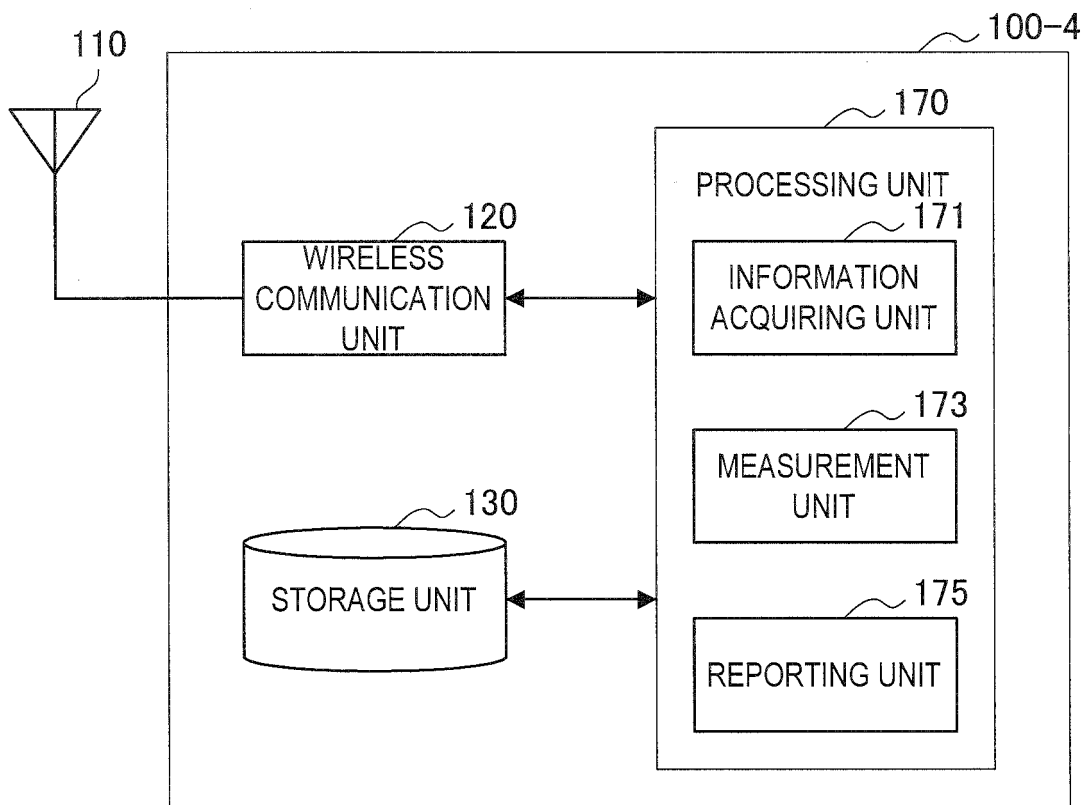 100-4
110
170
PROCESSING UNIT
120
WIRELESS
COMMUNICATION
UNIT
171
INFORMATION
ACQUIRING UNIT
173
MEASUREMENT
UNIT
130
STORAGE UNIT
175
REPORTING UNIT